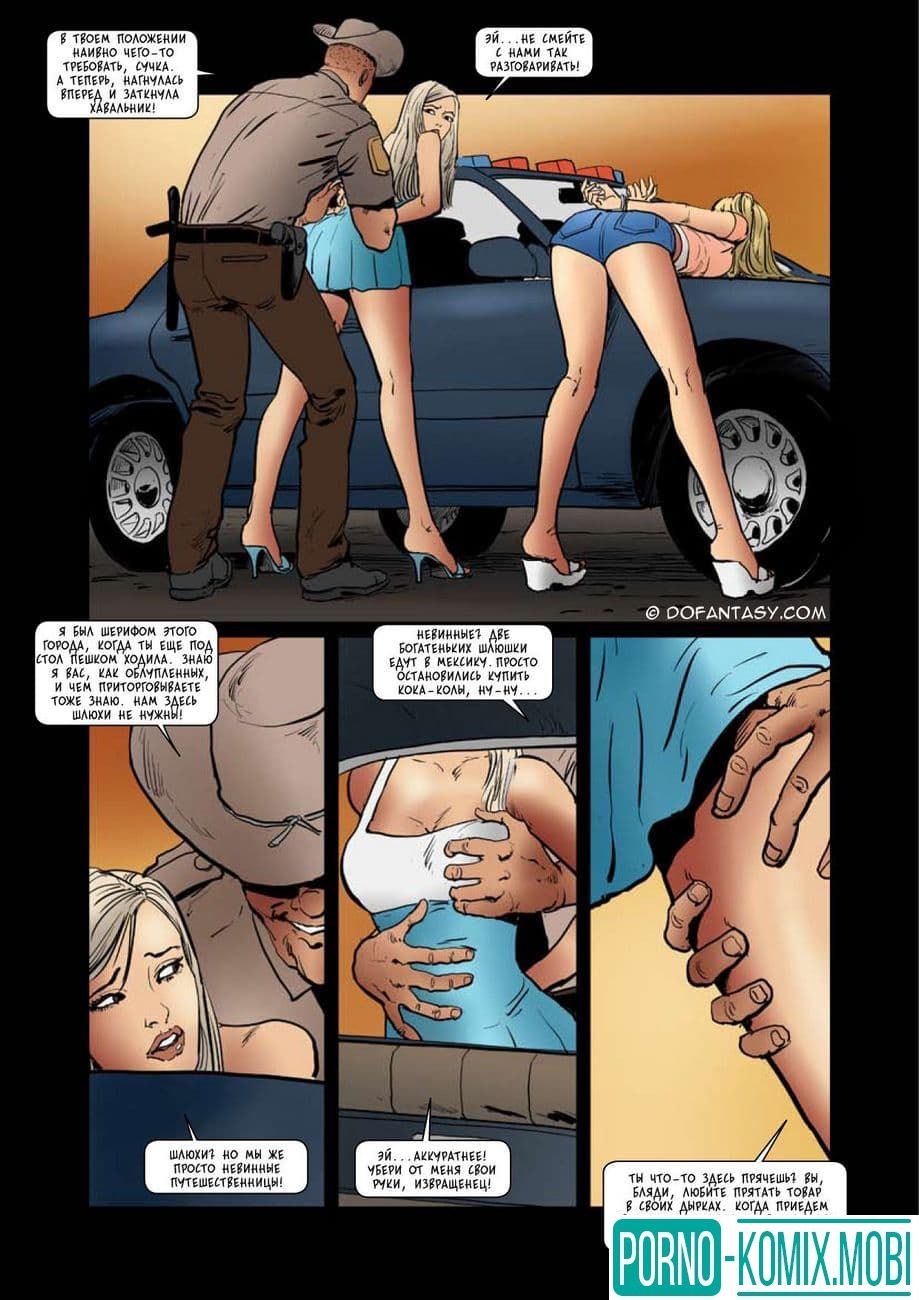 В ТВОЕМ ПОЛОЖЕНИИ
НАИВНО ЧЕГО-ТО
ТРЕБОВАТЬ, СУЧКА.
А ТЕПЕРЬ, НАГНУЛАСЬ
ВПЕРЕД И ЗАТКНУЛА
ХАВАЛЬНИК!
ЭЙ...НЕ СМЕЙТЕ
С НАМИ ТАК
РАЗГОВАРИВАТЬ!
© DOFANTASY.COM
Я БЫЛ ШЕРИФОМ ЭТОГО
ГОРОДА, КОГДА ТЫ ЕЩЕ ПОД
СТОЛ ПЕШКОМ ХОДИЛА. ЗНАЮ
Я ВАС, КАК ОБЛУПЛЕННЫХ,
И ЧЕМ ПРИТОРГОВЫВАЕТЕ
ТОЖЕ ЗНАЮ. НАМ ЗДЕСЬ
ШЛЮХИ НЕ НУЖНЫ!
ШЛЮХИ? НО МЫ ЖЕ
ПРОСТО НЕВИННЫЕ
ПУТЕШЕСТВЕННИЦЫ!
НЕВИННЫЕ? ДВЕ
БОГАТЕНЬКИХ ШЛЮШКИ
ЕДУТ В МЕКСИКУ.ПРОСТО
ОСТАНОВИЛИСЬ КУПИТЬ
КОКА-КОЛЫ, НУ-НУ...
ЭЙ...АККУРАТНЕЕ!
УБЕРИ ОТ МЕНЯ СВОИ
РУКИ, ИЗВРАЩЕНЕЦ!
ТЫ ЧТО-ТО ЗДЕСЬ ПРЯЧЕШЬ? ВЫ,
БЛЯДИ, ЛЮБИТЕ ПРЯТАТЬ ТОВАР
В СВОИХ ДЫРКАХ. КОГДА ПРИЕДЕМ
PORNO-KOMIX.MOBI